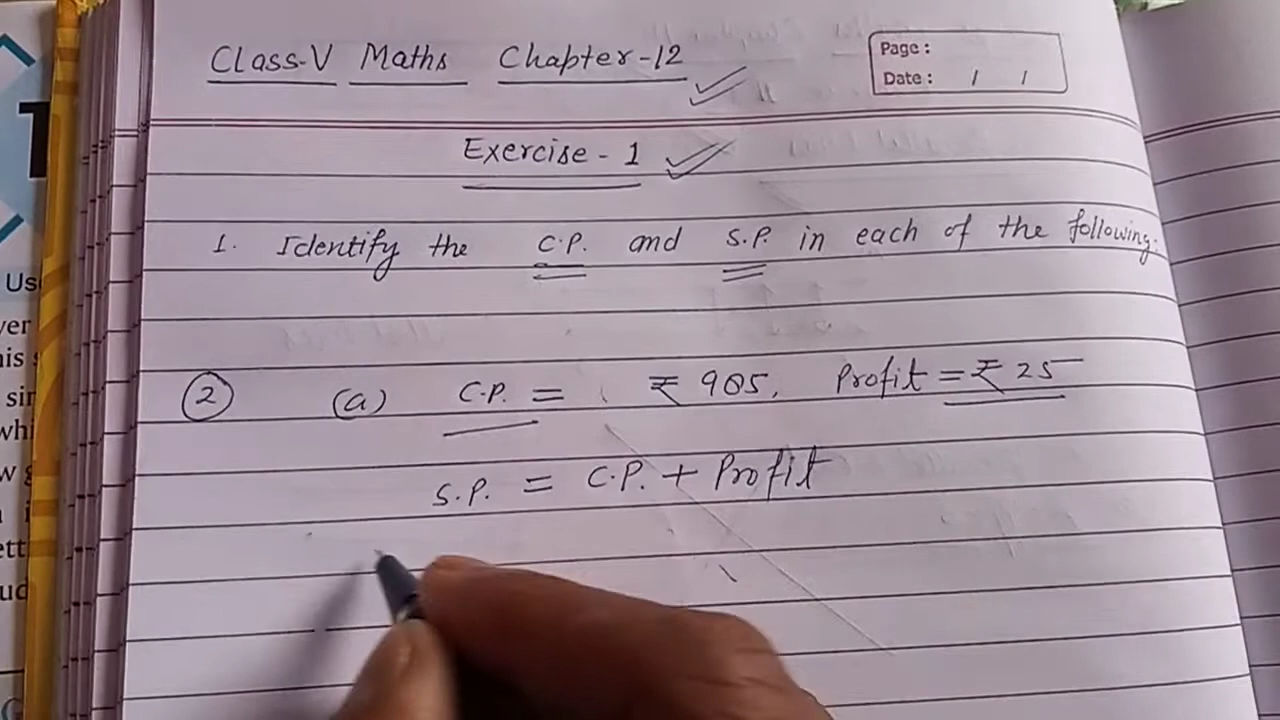 Class-V Maths Chapter-12
Page :
Date : / /
Exercise - 1
1. Identify the C.P. and S.P. in each of the following:
2 (a) C.P. = ₹ 985, Profit = ₹ 25
S.P. = C.P. + Profit